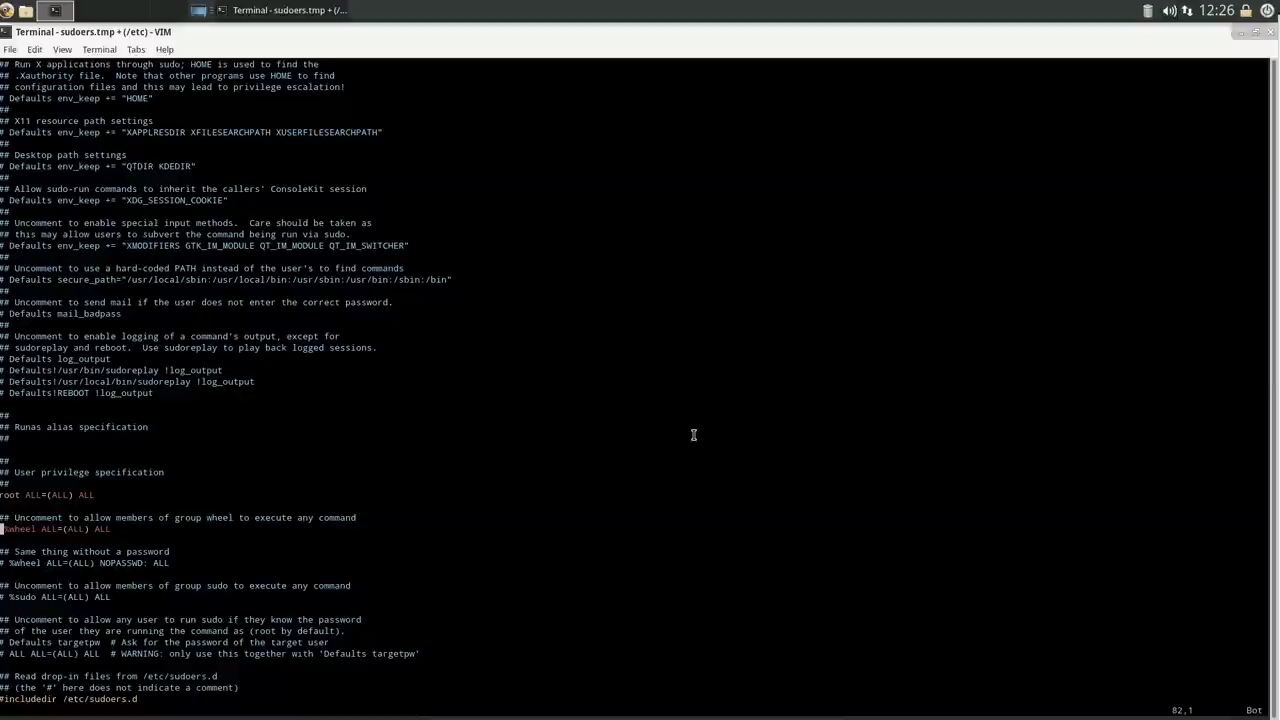 Terminal - sudoers.tmp + (/...
12:26
Terminal - sudoers.tmp + (/etc) - VIM
File Edit View Terminal Tabs Help
## Run X applications through sudo; HOME is used to find the
## .Xauthority file.  Note that other programs use HOME to find
## configuration files and this may lead to privilege escalation!
# Defaults env_keep += "HOME"
##
## X11 resource path settings
# Defaults env_keep += "XAPPLRESDIR XFILESEARCHPATH XUSERFILESEARCHPATH"
##
## Desktop path settings
# Defaults env_keep += "QTDIR KDEDIR"
##
## Allow sudo-run commands to inherit the callers' ConsoleKit session
# Defaults env_keep += "XDG_SESSION_COOKIE"
##
## Uncomment to enable special input methods.  Care should be taken as
## this may allow users to subvert the command being run via sudo.
# Defaults env_keep += "XMODIFIERS GTK_IM_MODULE QT_IM_MODULE QT_IM_SWITCHER"
##
## Uncomment to use a hard-coded PATH instead of the user's to find commands
# Defaults secure_path="/usr/local/sbin:/usr/local/bin:/usr/sbin:/usr/bin:/sbin:/bin"
##
## Uncomment to send mail if the user does not enter the correct password.
# Defaults mail_badpass
##
## Uncomment to enable logging of a command's output, except for
## sudoreplay and reboot.  Use sudoreplay to play back logged sessions.
# Defaults log_output
# Defaults!/usr/bin/sudoreplay !log_output
# Defaults!/usr/local/bin/sudoreplay !log_output
# Defaults!REBOOT !log_output
##
## Runas alias specification
##
##
## User privilege specification
##
root ALL=(ALL) ALL
## Uncomment to allow members of group wheel to execute any command
%wheel ALL=(ALL) ALL
## Same thing without a password
# %wheel ALL=(ALL) NOPASSWD: ALL
## Uncomment to allow members of group sudo to execute any command
# %sudo ALL=(ALL) ALL
## Uncomment to allow any user to run sudo if they know the password
## of the user they are running the command as (root by default).
# Defaults targetpw  # Ask for the password of the target user
# ALL ALL=(ALL) ALL  # WARNING: only use this together with 'Defaults targetpw'
## Read drop-in files from /etc/sudoers.d
## (the '#' here does not indicate a comment)
#includedir /etc/sudoers.d
82,1 Bot